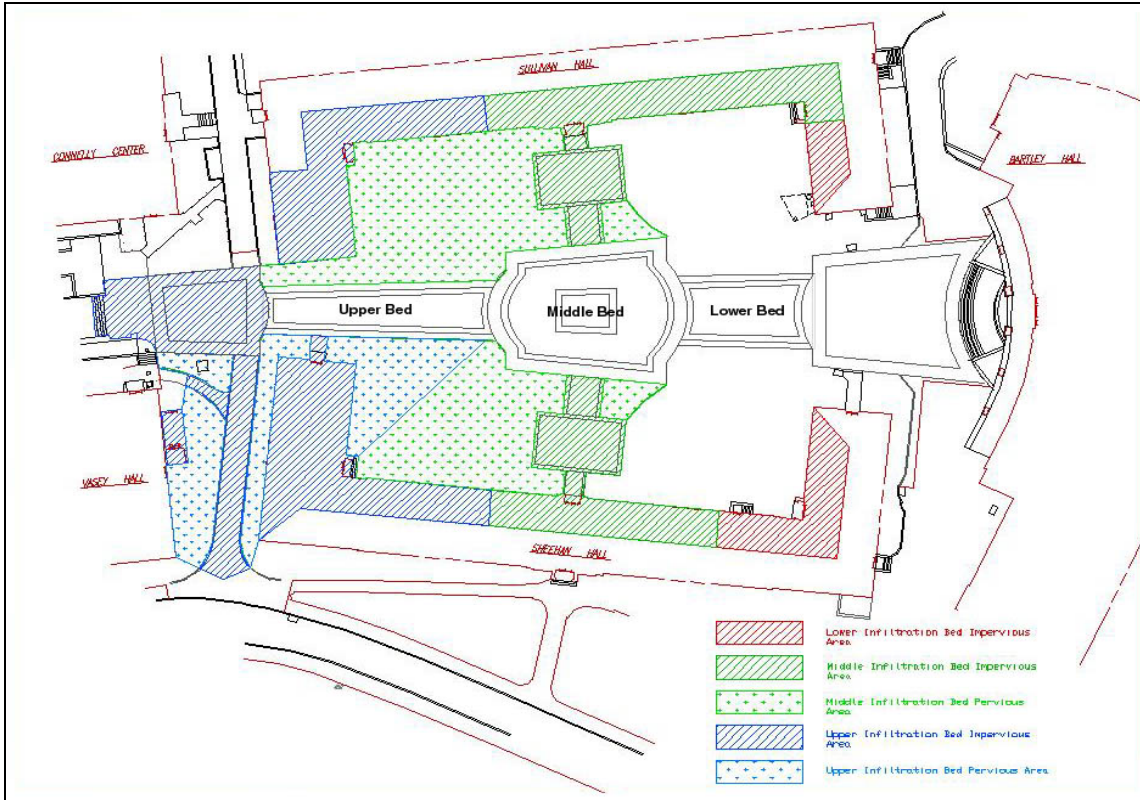 SULLIVAN HALL
CONNELLY CENTER
BARTLEY HALL
Upper Bed
Middle Bed
Lower Bed
VASEY HALL
SHEEHAN HALL
Lower Infiltration Bed Impervious
Area
Middle Infiltration Bed Impervious
Area
Middle Infiltration Bed Pervious
Area
Upper Infiltration Bed Impervious
Area
Upper Infiltration Bed Pervious Area